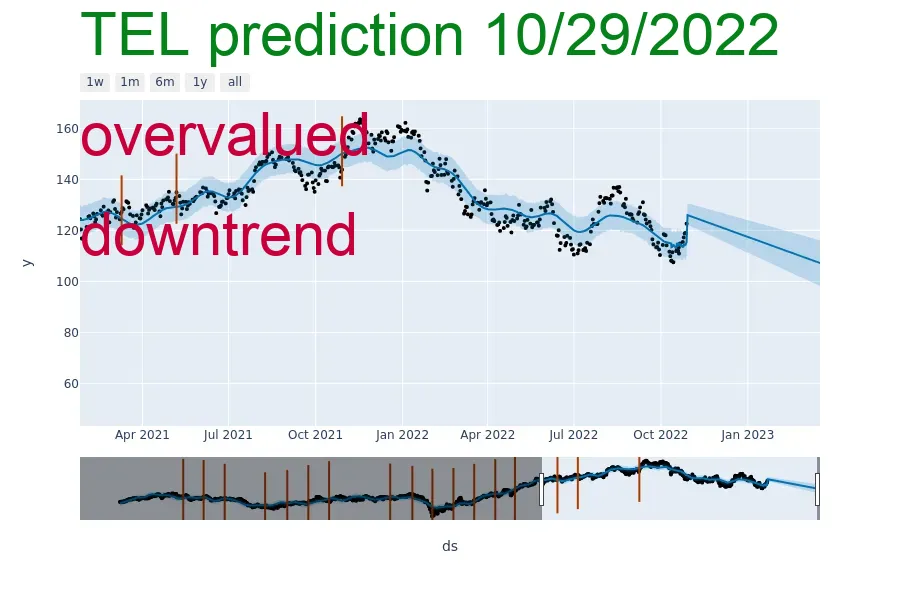 TEL prediction 10/29/2022
1w 1m 6m 1y all
overvalued
downtrend
160
140
120
100
80
60
y
Apr 2021 Jul 2021 Oct 2021 Jan 2022 Apr 2022 Jul 2022 Oct 2022 Jan 2023
ds